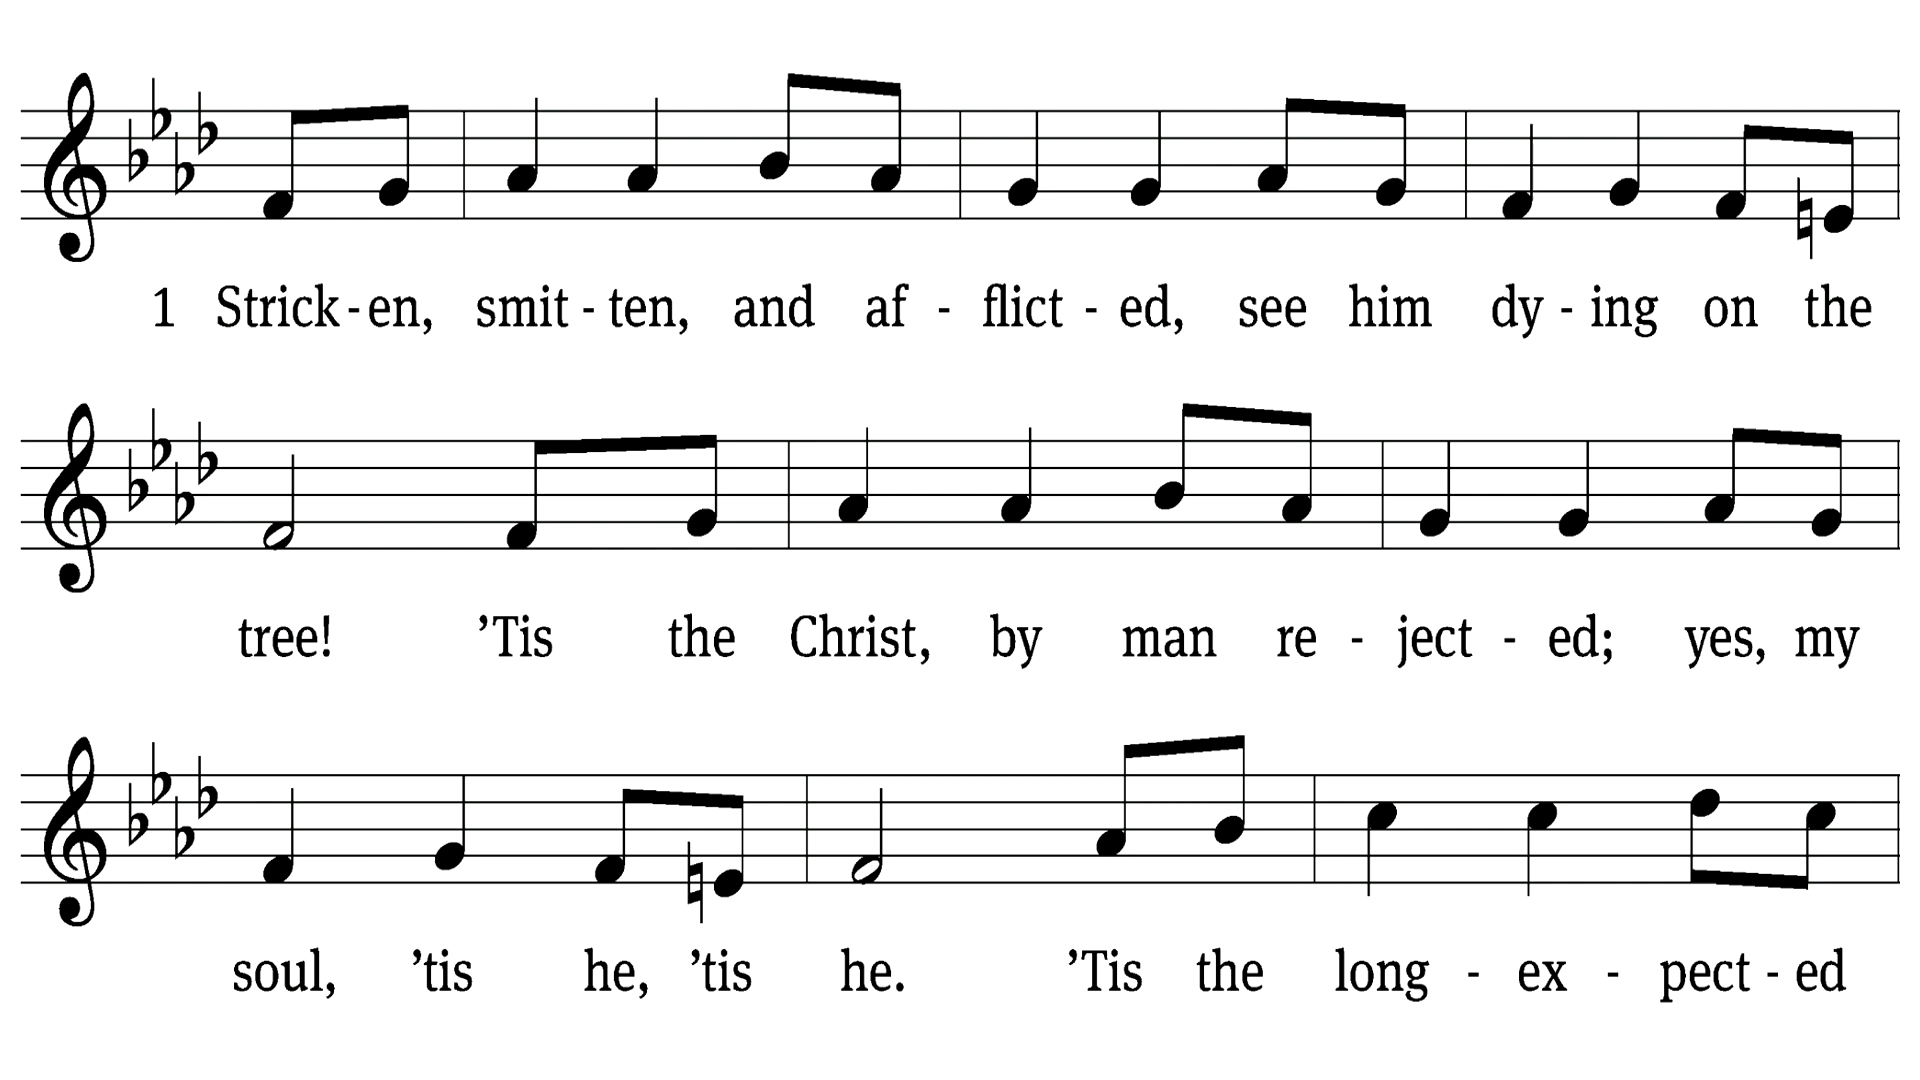 1 Strick - en, smit - ten, and af - flict - ed, see him dy - ing on the
tree! ’Tis the Christ, by man re - ject - ed; yes, my
soul, ’tis he, ’tis he. ’Tis the long - ex - pect - ed